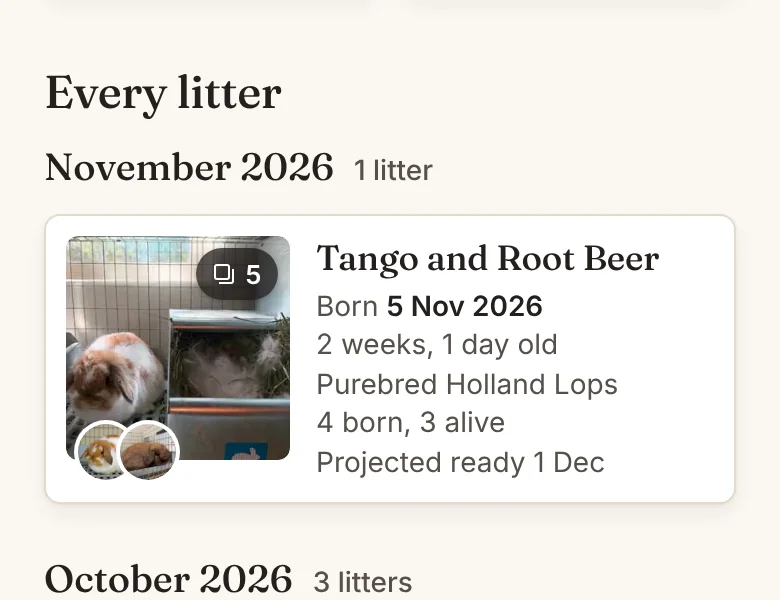 Every litter
November 2026 1 litter
5
Tango and Root Beer
Born 5 Nov 2026
2 weeks, 1 day old
Purebred Holland Lops
4 born, 3 alive
Projected ready 1 Dec
October 2026 3 litters